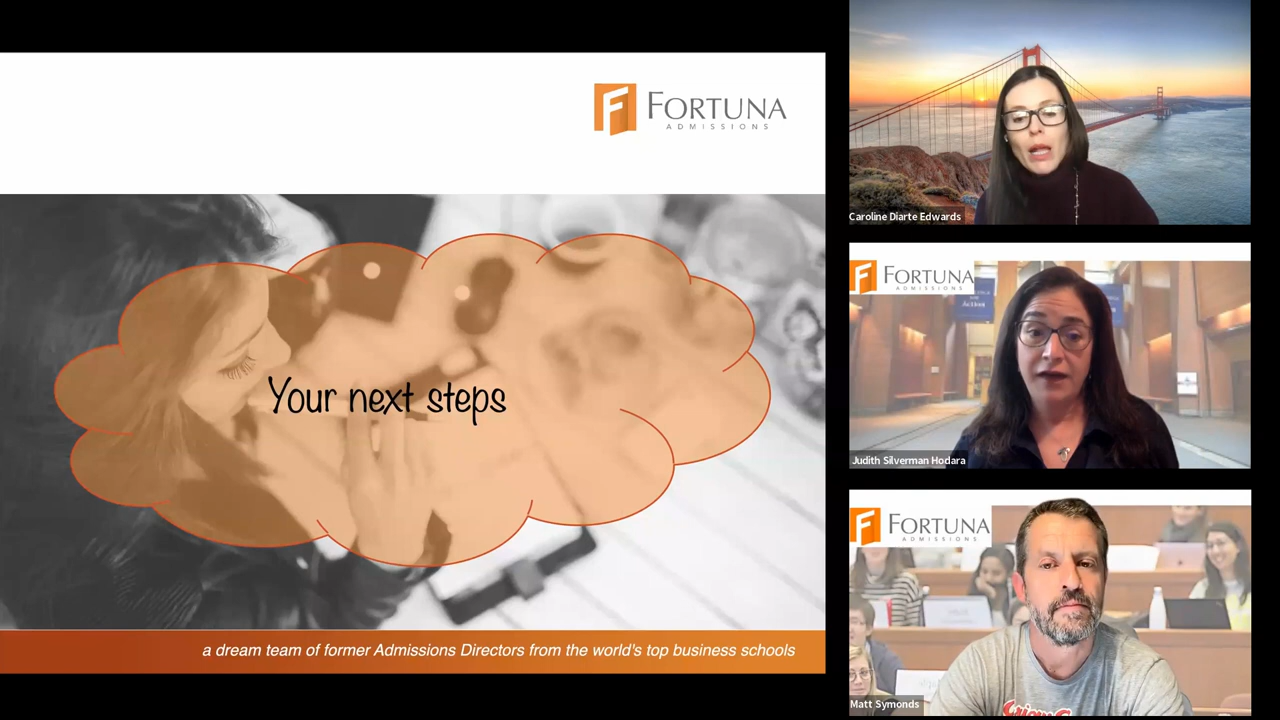 FORTUNA
ADMISSIONS
Your next steps
a dream team of former Admissions Directors from the world's top business schools
Caroline Diarte Edwards
FORTUNA
ADMISSIONS
Judith Silverman Hodara
FORTUNA
ADMISSIONS
Matt Symonds